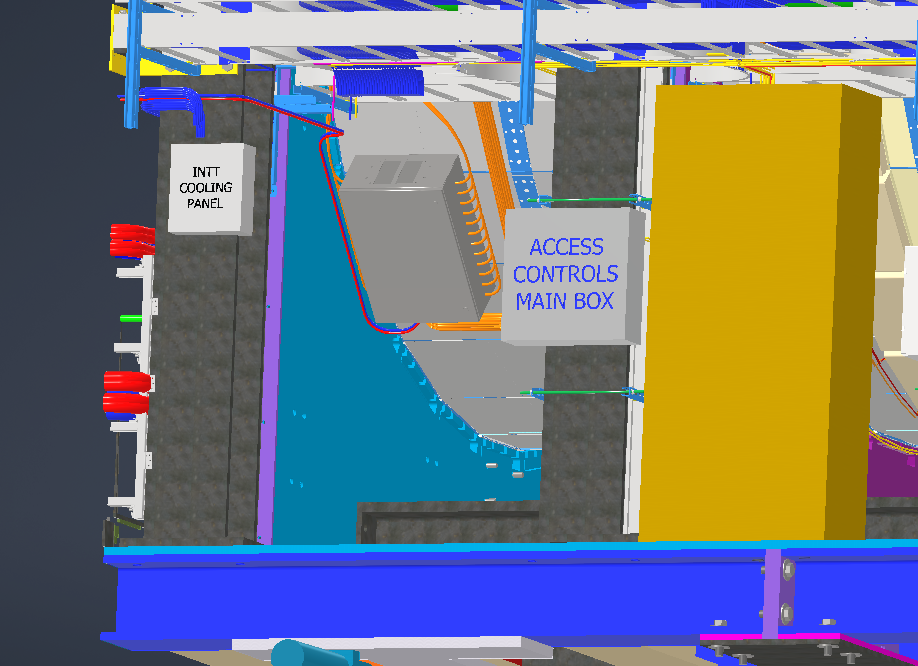 INTT
COOLING
PANEL
ACCESS
CONTROLS
MAIN BOX